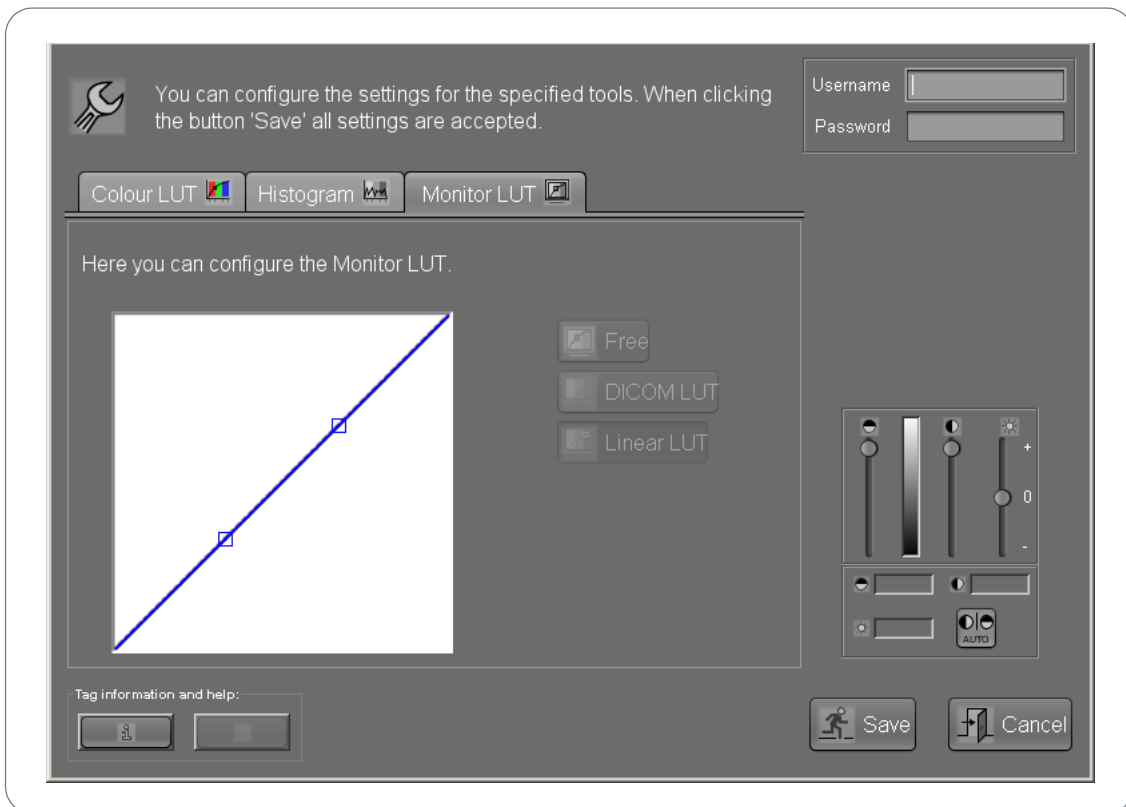 You can configure the settings for the specified tools. When clicking
the button 'Save' all settings are accepted.
Username
Password
Colour LUT
Histogram
Monitor LUT
Here you can configure the Monitor LUT.
Free
DICOM LUT
Linear LUT
+
0
-
AUTO
Tag information and help:
i
Save
Cancel